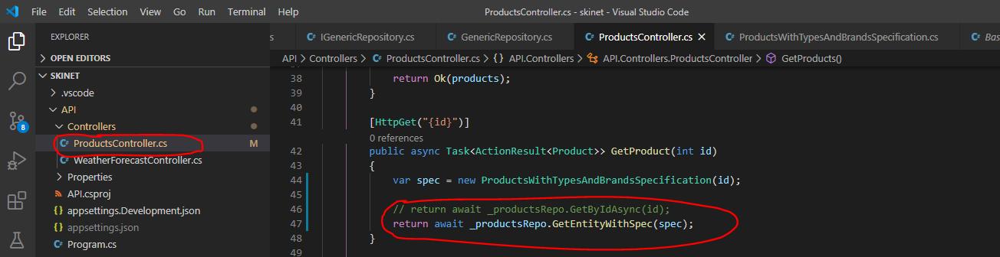 File Edit Selection View Go Run Terminal Help ProductsController.cs - skinet - Visual Studio Code
EXPLORER
s IGenericRepository.cs GenericRepository.cs ProductsController.cs ProductsWithTypesAndBrandsSpecification.cs Bas
OPEN EDITORS
API > Controllers > ProductsController.cs > {} API.Controllers > API.Controllers.ProductsController > GetProducts()
SKINET
.vscode
API
Controllers
ProductsController.cs M
WeatherForecastController.cs
Properties
API.csproj
appsettings.Development.json
appsettings.json
Program.cs
8
38 return Ok(products);
39 }
40
41 [HttpGet("{id}")]
0 references
42 public async Task<ActionResult<Product>> GetProduct(int id)
43 {
44 var spec = new ProductsWithTypesAndBrandsSpecification(id);
45
46 // return await _productsRepo.GetByIdAsync(id);
47 return await _productsRepo.GetEntityWithSpec(spec);
48 }
49